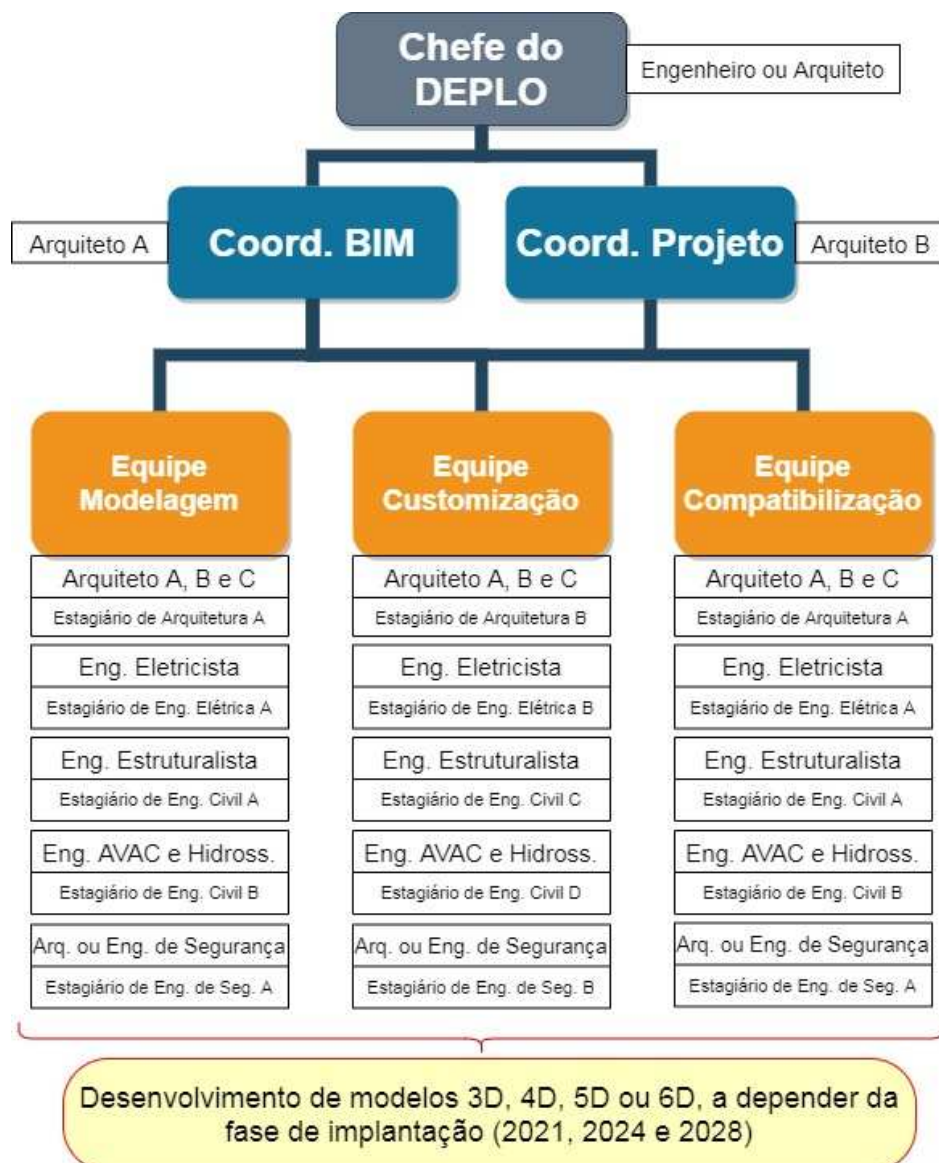 Chefe do
DEPLO
Engenheiro ou Arquiteto
Arquiteto A
Coord. BIM
Coord. Projeto
Arquiteto B
Equipe
Modelagem
Arquiteto A, B e C
Estagiário de Arquitetura A
Eng. Eletricista
Estagiário de Eng. Elétrica A
Eng. Estruturalista
Estagiário de Eng. Civil A
Eng. AVAC e Hidross.
Estagiário de Eng. Civil B
Arq. ou Eng. de Segurança
Estagiário de Eng. de Seg. A
Equipe
Customização
Arquiteto A, B e C
Estagiário de Arquitetura B
Eng. Eletricista
Estagiário de Eng. Elétrica B
Eng. Estruturalista
Estagiário de Eng. Civil C
Eng. AVAC e Hidross.
Estagiário de Eng. Civil D
Arq. ou Eng. de Segurança
Estagiário de Eng. de Seg. B
Equipe
Compatibilização
Arquiteto A, B e C
Estagiário de Arquitetura A
Eng. Eletricista
Estagiário de Eng. Elétrica A
Eng. Estruturalista
Estagiário de Eng. Civil A
Eng. AVAC e Hidross.
Estagiário de Eng. Civil B
Arq. ou Eng. de Segurança
Estagiário de Eng. de Seg. A
Desenvolvimento de modelos 3D, 4D, 5D ou 6D, a depender da
fase de implantação (2021, 2024 e 2028)